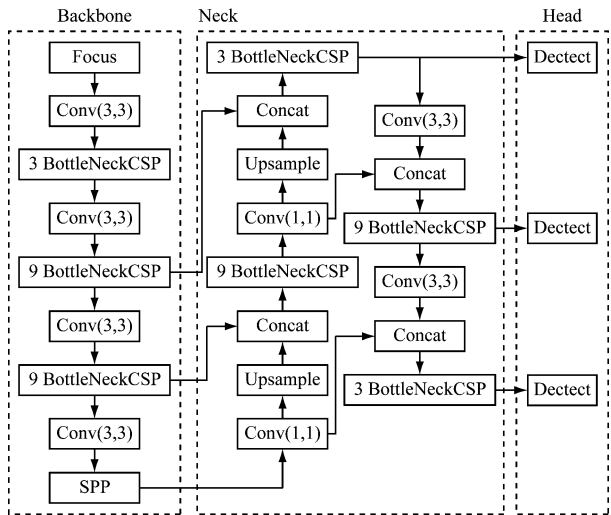 Backbone
Neck
Head
Focus
Conv(3,3)
3 BottleNeckCSP
Conv(3,3)
9 BottleNeckCSP
Conv(3,3)
9 BottleNeckCSP
Conv(3,3)
SPP
3 BottleNeckCSP
Concat
Upsample
Conv(1,1)
9 BottleNeckCSP
Concat
Upsample
Conv(1,1)
Conv(3,3)
Concat
9 BottleNeckCSP
Conv(3,3)
Concat
3 BottleNeckCSP
Dectect
Dectect
Dectect